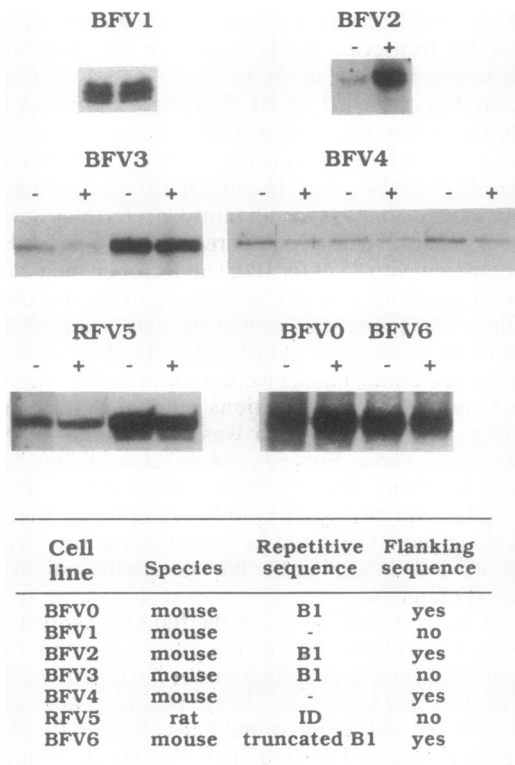 BFV1 BFV2
- +
BFV3 BFV4
+ + + - + - +
RFV5 BFV0 BFV6
- + - + - + - +
Cell line Species Repetitive sequence Flanking sequence
BFV0 mouse B1 yes
BFV1 mouse - no
BFV2 mouse B1 yes
BFV3 mouse B1 no
BFV4 mouse yes
RFV5 rat ID no
BFV6 mouse truncated B1 yes